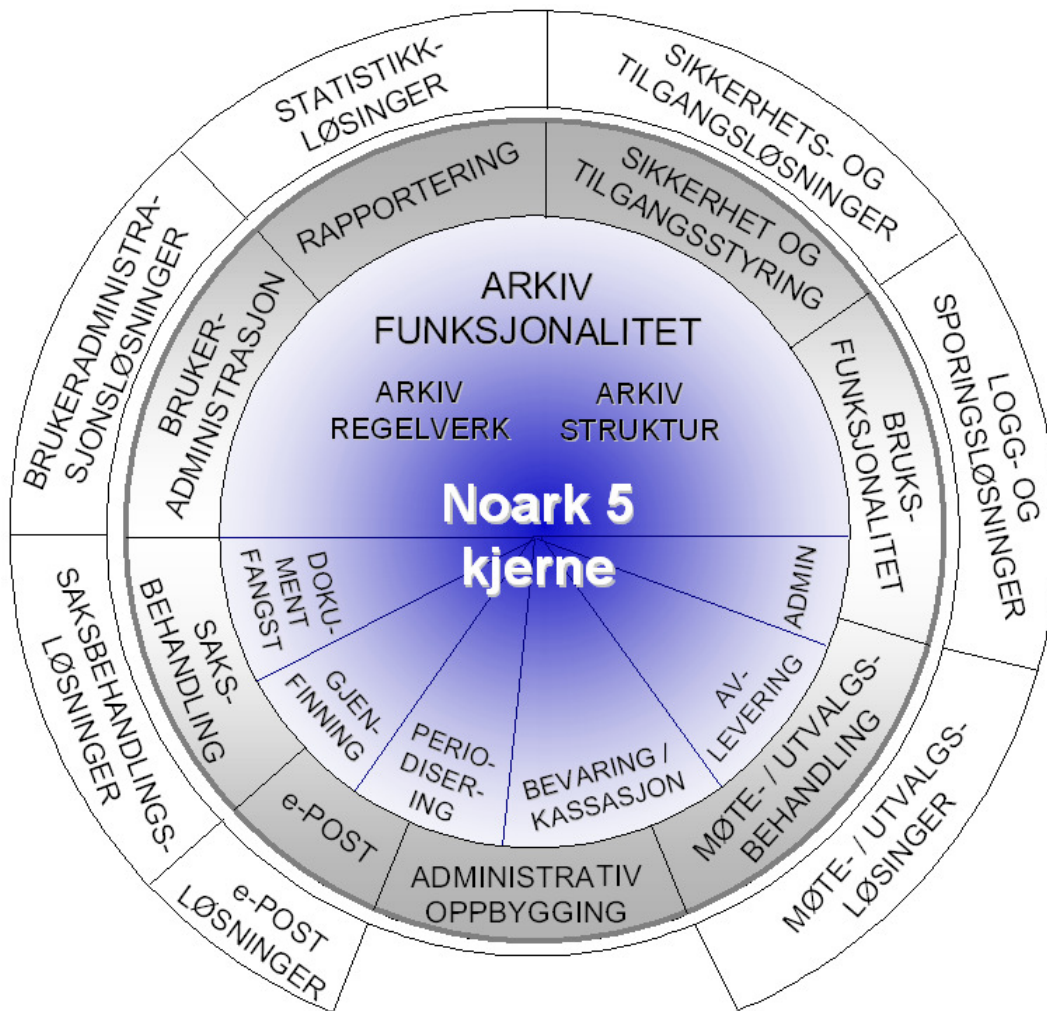 STATISTIKK-
LØSINGER
SIKKERHETS- OG
TILGANGSLØSNINGER
BRUKERADMINISTRA-
SJONSLØSNINGER
LOGG- OG
SPORINGSLØSNINGER
SAKSBEHANDLINGS-
LØSNINGER
e-POST
LØSNINGER
MØTE- / UTVALGS-
LØSINGER
RAPPORTERING
SIKKERHET OG
TILGANGSSTYRING
BRUKER-
ADMINISTRASJON
BRUKS-
FUNKSJONALITET
SAKS-
BEHANDLING
e-POST
ADMINISTRATIV
OPPBYGGING
MØTE- / UTVALGS-
BEHANDLING
ARKIV
FUNKSJONALITET
ARKIV
REGELVERK
ARKIV
STRUKTUR
Noark 5
kjerne
DOKU-
MENT
FANGST
GJEN-
FINNING
PERIO-
DISER-
ING
BEVARING /
KASSASJON
AV-
LEVERING
ADMIN